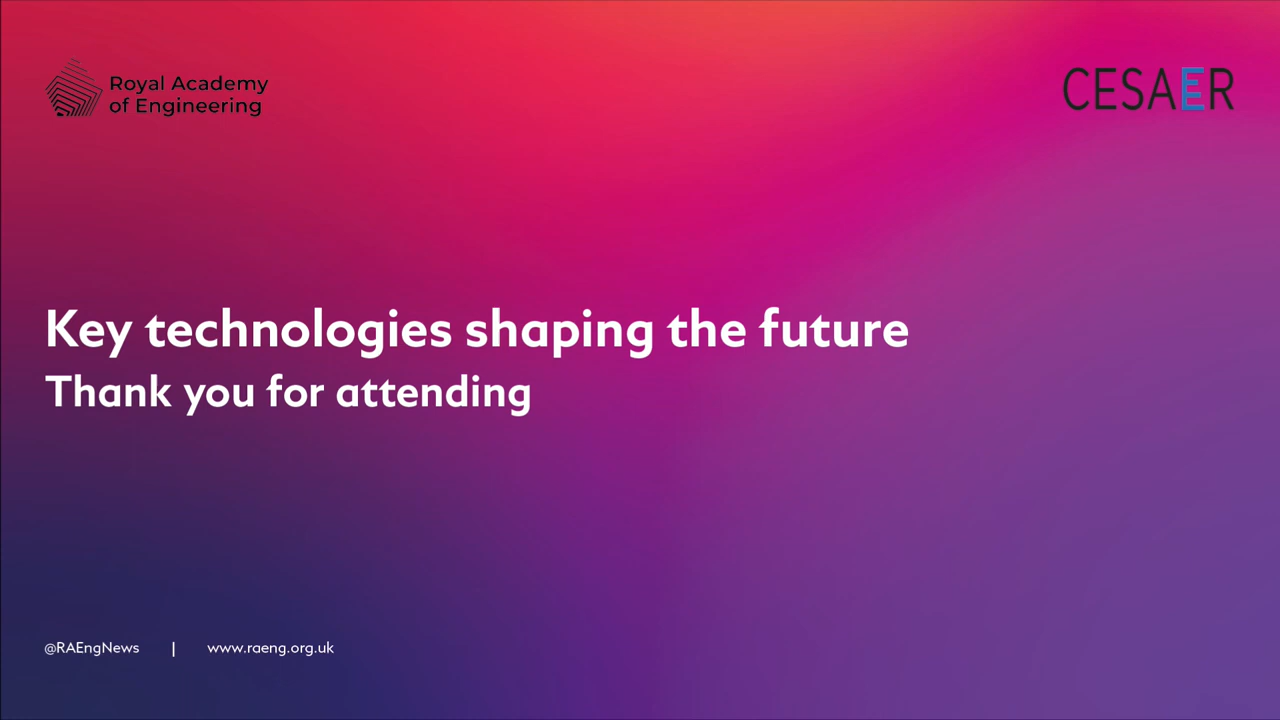 Royal Academy
of Engineering
CESAER
Key technologies shaping the future
Thank you for attending
@RAEngNews | www.raeng.org.uk